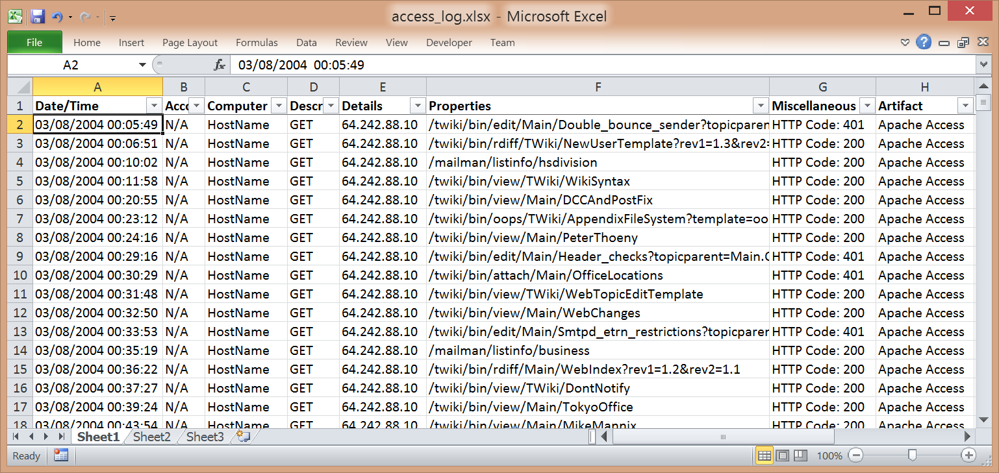 access_log.xlsx - Microsoft Excel
File Home Insert Page Layout Formulas Data Review View Developer Team
A2 fx 03/08/2004 00:05:49
A B C D E F G H
1 Date/Time Acco Computer Descr Details Properties Miscellaneous Artifact
2 03/08/2004 00:05:49 N/A HostName GET 64.242.88.10 /twiki/bin/edit/Main/Double_bounce_sender?topicparen HTTP Code: 401 Apache Access
3 03/08/2004 00:06:51 N/A HostName GET 64.242.88.10 /twiki/bin/rdiff/TWiki/NewUserTemplate?rev1=1.3&rev2= HTTP Code: 200 Apache Access
4 03/08/2004 00:10:02 N/A HostName GET 64.242.88.10 /mailman/listinfo/hsdivision HTTP Code: 200 Apache Access
5 03/08/2004 00:11:58 N/A HostName GET 64.242.88.10 /twiki/bin/view/TWiki/WikiSyntax HTTP Code: 200 Apache Access
6 03/08/2004 00:20:55 N/A HostName GET 64.242.88.10 /twiki/bin/view/Main/DCCAndPostFix HTTP Code: 200 Apache Access
7 03/08/2004 00:23:12 N/A HostName GET 64.242.88.10 /twiki/bin/oops/TWiki/AppendixFileSystem?template=oo HTTP Code: 200 Apache Access
8 03/08/2004 00:24:16 N/A HostName GET 64.242.88.10 /twiki/bin/view/Main/PeterThoeny HTTP Code: 200 Apache Access
9 03/08/2004 00:29:16 N/A HostName GET 64.242.88.10 /twiki/bin/edit/Main/Header_checks?topicparent=Main.C HTTP Code: 401 Apache Access
10 03/08/2004 00:30:29 N/A HostName GET 64.242.88.10 /twiki/bin/attach/Main/OfficeLocations HTTP Code: 401 Apache Access
11 03/08/2004 00:31:48 N/A HostName GET 64.242.88.10 /twiki/bin/view/TWiki/WebTopicEditTemplate HTTP Code: 200 Apache Access
12 03/08/2004 00:32:50 N/A HostName GET 64.242.88.10 /twiki/bin/view/Main/WebChanges HTTP Code: 200 Apache Access
13 03/08/2004 00:33:53 N/A HostName GET 64.242.88.10 /twiki/bin/edit/Main/Smtpd_etrn_restrictions?topicparen HTTP Code: 401 Apache Access
14 03/08/2004 00:35:19 N/A HostName GET 64.242.88.10 /mailman/listinfo/business HTTP Code: 200 Apache Access
15 03/08/2004 00:36:22 N/A HostName GET 64.242.88.10 /twiki/bin/rdiff/Main/WebIndex?rev1=1.2&rev2=1.1 HTTP Code: 200 Apache Access
16 03/08/2004 00:37:27 N/A HostName GET 64.242.88.10 /twiki/bin/view/TWiki/DontNotify HTTP Code: 200 Apache Access
17 03/08/2004 00:39:24 N/A HostName GET 64.242.88.10 /twiki/bin/view/Main/TokyoOffice HTTP Code: 200 Apache Access
18 03/08/2004 00:43:54 N/A HostName GET 64.242.88.10 /twiki/bin/view/Main/MikeMannix HTTP Code: 200 Apache Access
Sheet1 Sheet2 Sheet3
Ready 100%